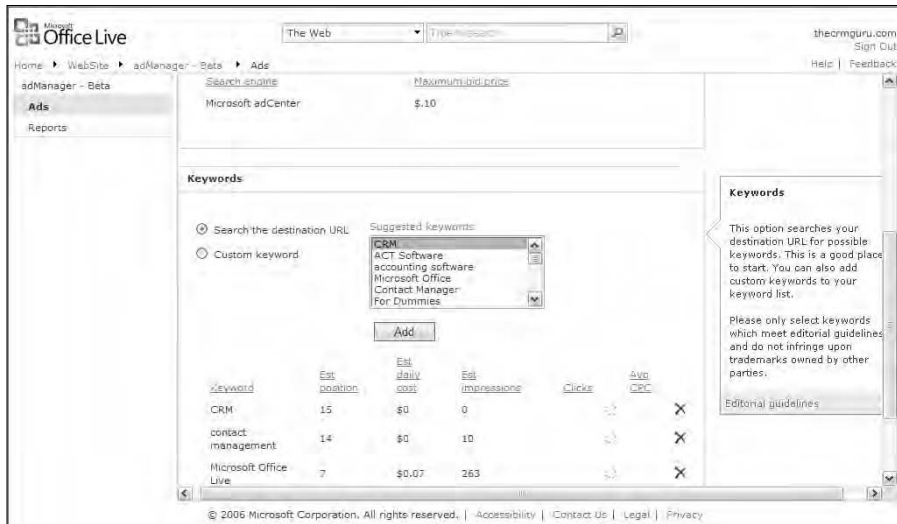 Microsoft
Office Live
The Web
thecrmguru.com
Sign Out
Home WebSite adManager - Beta Ads
Help | Feedback
adManager - Beta
Ads
Reports
Search engine Maximum bid price
Microsoft adCenter $.10
Keywords
Search the destination URL
Custom keyword
Suggested keywords
CRM
ACT Software
accounting software
Microsoft Office
Contact Manager
For Dummies
Add
Keyword Est position Est daily cost Est impressions Clicks Avg CPC
CRM 15 $0 0
contact management 14 $0 10
Microsoft Office Live 7 $0.07 263
Keywords
This option searches your
destination URL for possible
keywords. This is a good place
to start. You can also add
custom keywords to your
keyword list.
Please only select keywords
which meet editorial guidelines
and do not infringe upon
trademarks owned by other
parties.
Editorial guidelines
© 2006 Microsoft Corporation. All rights reserved. | Accessibility | Contact Us | Legal | Privacy